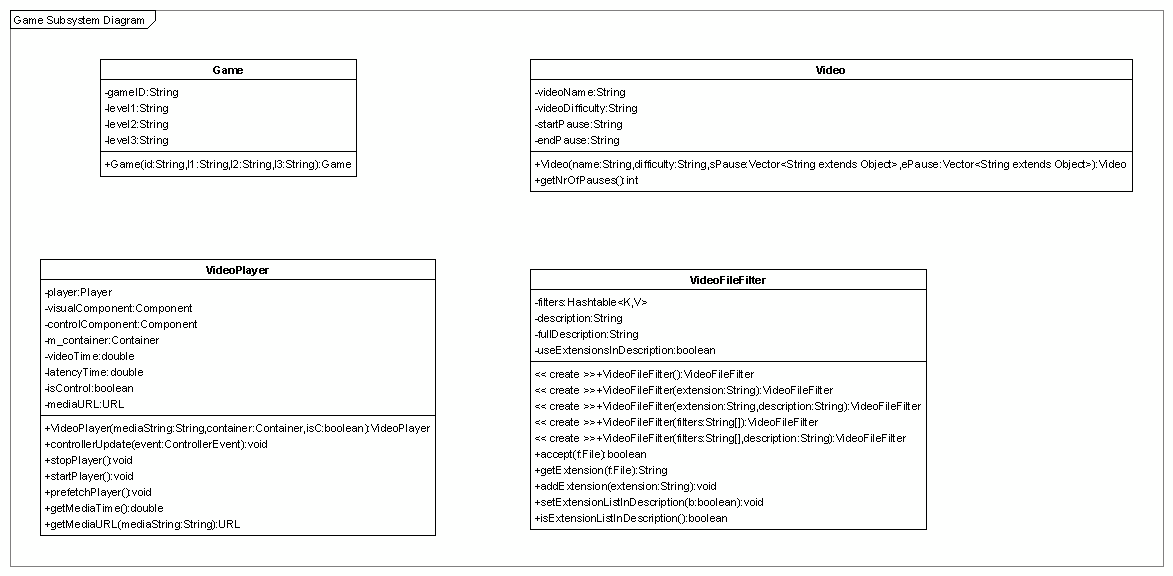 Game Subsystem Diagram
Game
-gameID:String
-level1:String
-level2:String
-level3:String
+Game(id:String,l1:String,l2:String,l3:String):Game
Video
-videoName:String
-videoDifficulty:String
-startPause:String
-endPause:String
+Video(name:String,difficulty:String,sPause:Vector<String extends Object>,ePause:Vector<String extends Object>):Video
+getNrOfPauses():int
VideoPlayer
-player:Player
-visualComponent:Component
-controlComponent:Component
-m_container:Container
-videoTime:double
-latencyTime:double
-isControl:boolean
-mediaURL:URL
+VideoPlayer(mediaString:String,container:Container,isC:boolean):VideoPlayer
+controllerUpdate(event:ControllerEvent):void
+stopPlayer():void
+startPlayer():void
+prefetchPlayer():void
+getMediaTime():double
+getMediaURL(mediaString:String):URL
VideoFileFilter
-filters:Hashtable<K,V>
-description:String
-fullDescription:String
-useExtensionsInDescription:boolean
<< create >>+VideoFileFilter():VideoFileFilter
<< create >>+VideoFileFilter(extension:String):VideoFileFilter
<< create >>+VideoFileFilter(extension:String,description:String):VideoFileFilter
<< create >>+VideoFileFilter(filters:String[]):VideoFileFilter
<< create >>+VideoFileFilter(filters:String[],description:String):VideoFileFilter
+accept(f:File):boolean
+getExtension(f:File):String
+addExtension(extension:String):void
+setExtensionListInDescription(b:boolean):void
+isExtensionListInDescription():boolean